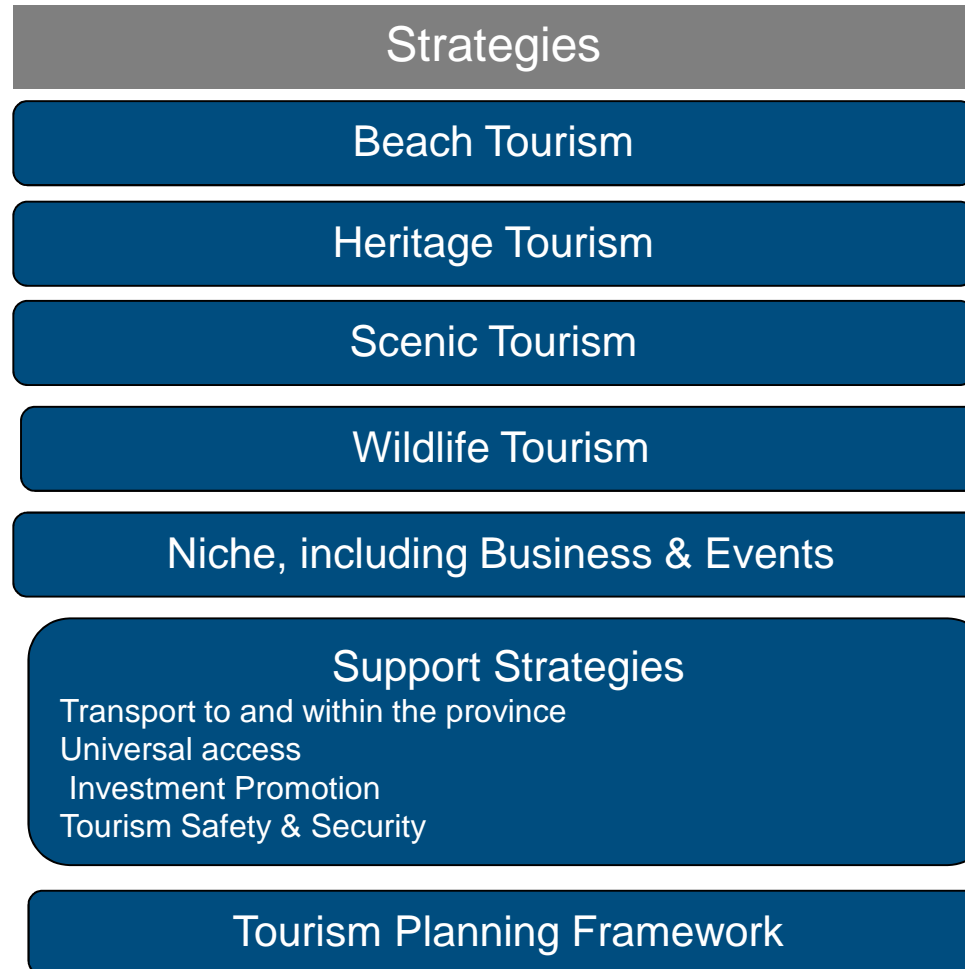 Strategies
Beach Tourism
Heritage Tourism
Scenic Tourism
Wildlife Tourism
Niche, including Business & Events
Support Strategies
Transport to and within the province
Universal access
Investment Promotion
Tourism Safety & Security
Tourism Planning Framework